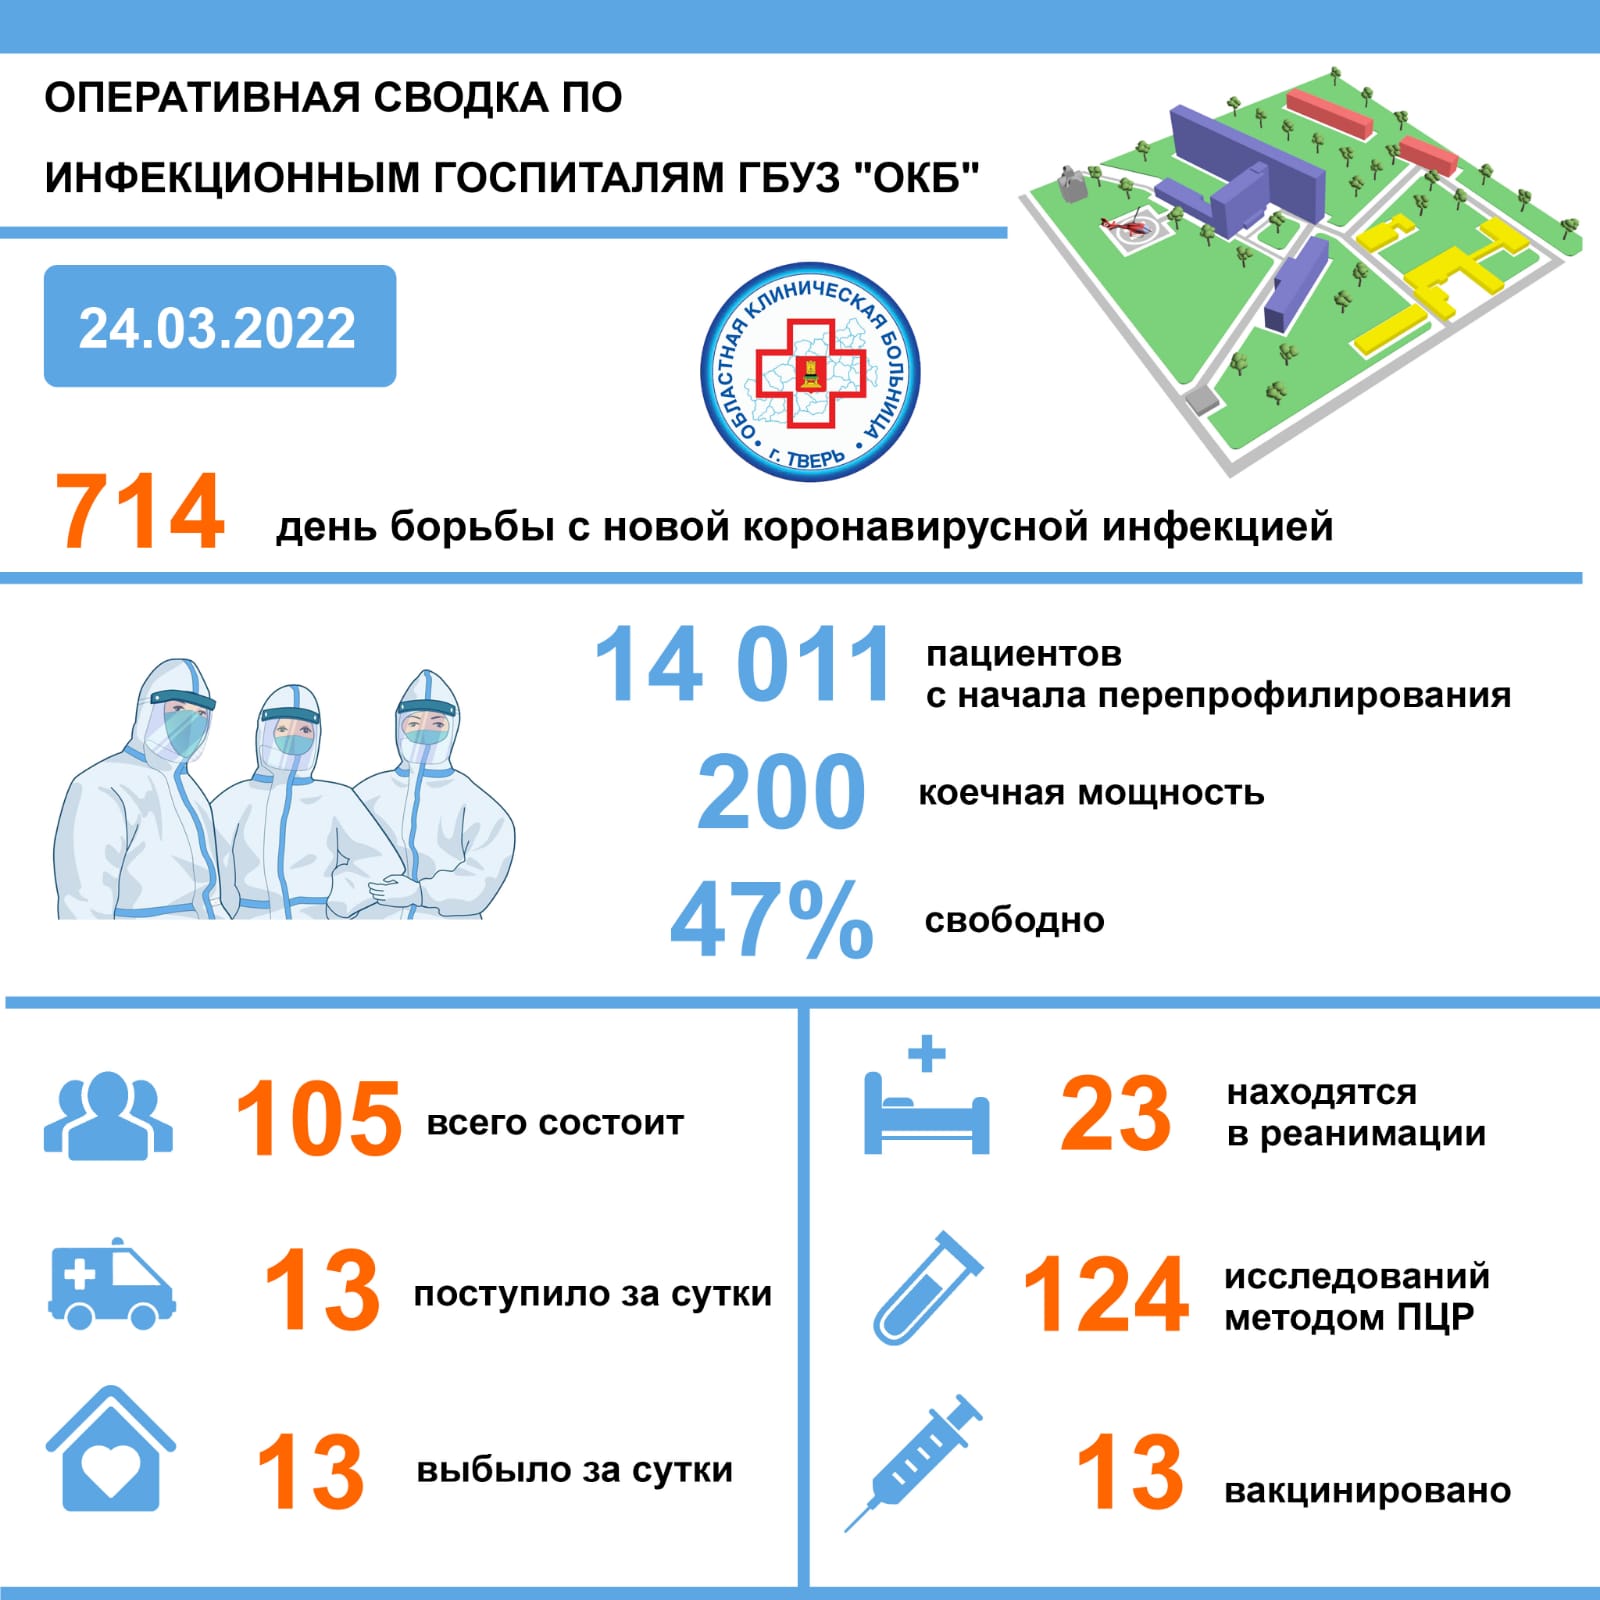 ОПЕРАТИВНАЯ СВОДКА ПО
ИНФЕКЦИОННЫМ ГОСПИТАЛЯМ ГБУЗ "ОКБ"
24.03.2022
ОБЛАСТНАЯ КЛИНИЧЕСКАЯ БОЛЬНИЦА
г. ТВЕРЬ
714 день борьбы с новой коронавирусной инфекцией
14 011 пациентов
с начала перепрофилирования
200 коечная мощность
47% свободно
105 всего состоит
13 поступило за сутки
13 выбыло за сутки
23 находятся
в реанимации
124 исследований
методом ПЦР
13 вакцинировано